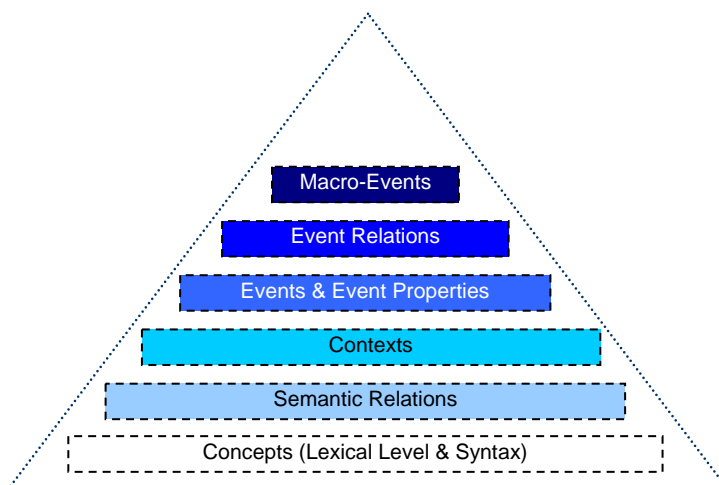 Macro-Events
Event Relations
Events & Event Properties
Contexts
Semantic Relations
Concepts (Lexical Level & Syntax)